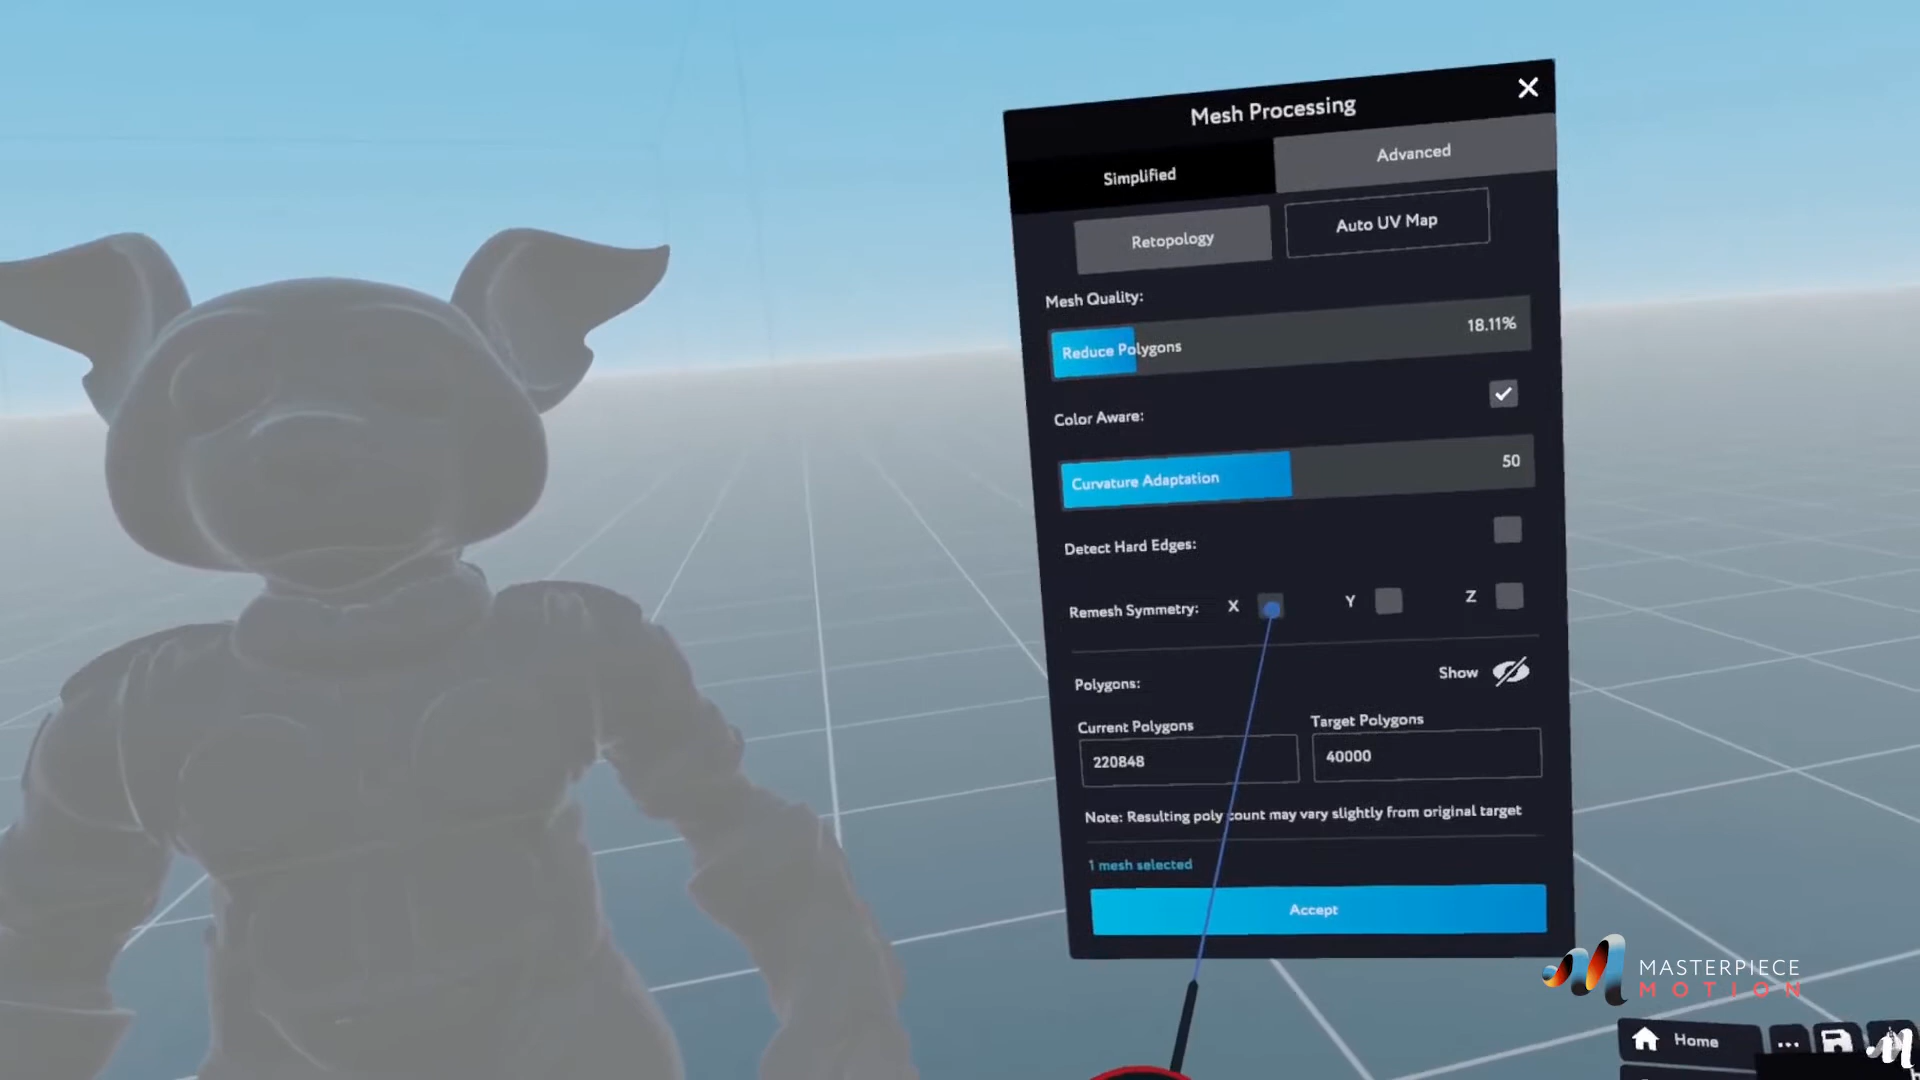 Mesh Processing
Simplified
Advanced
Retopology
Auto UV Map
Mesh Quality:
Reduce Polygons 18.11%
Color Aware:
Curvature Adaptation 50
Detect Hard Edges:
Remesh Symmetry: X Y Z
Polygons: Show
Current Polygons Target Polygons
220848 40000
Note: Resulting poly count may vary slightly from original target
1 mesh selected
Accept
MASTERPIECE
MOTION
Home ...